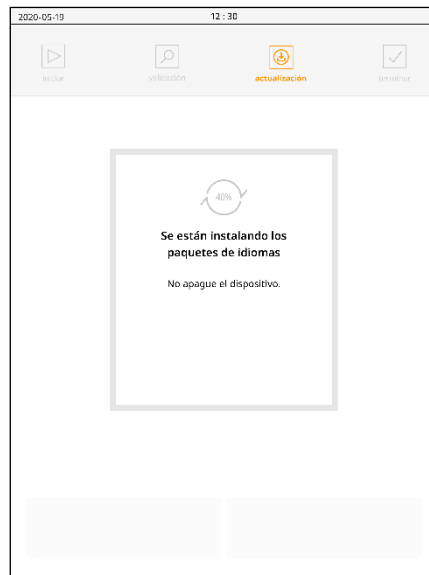 2020-05-19 12 : 30
iniciar validación actualización terminar
40%
Se están instalando los
paquetes de idiomas
No apague el dispositivo.